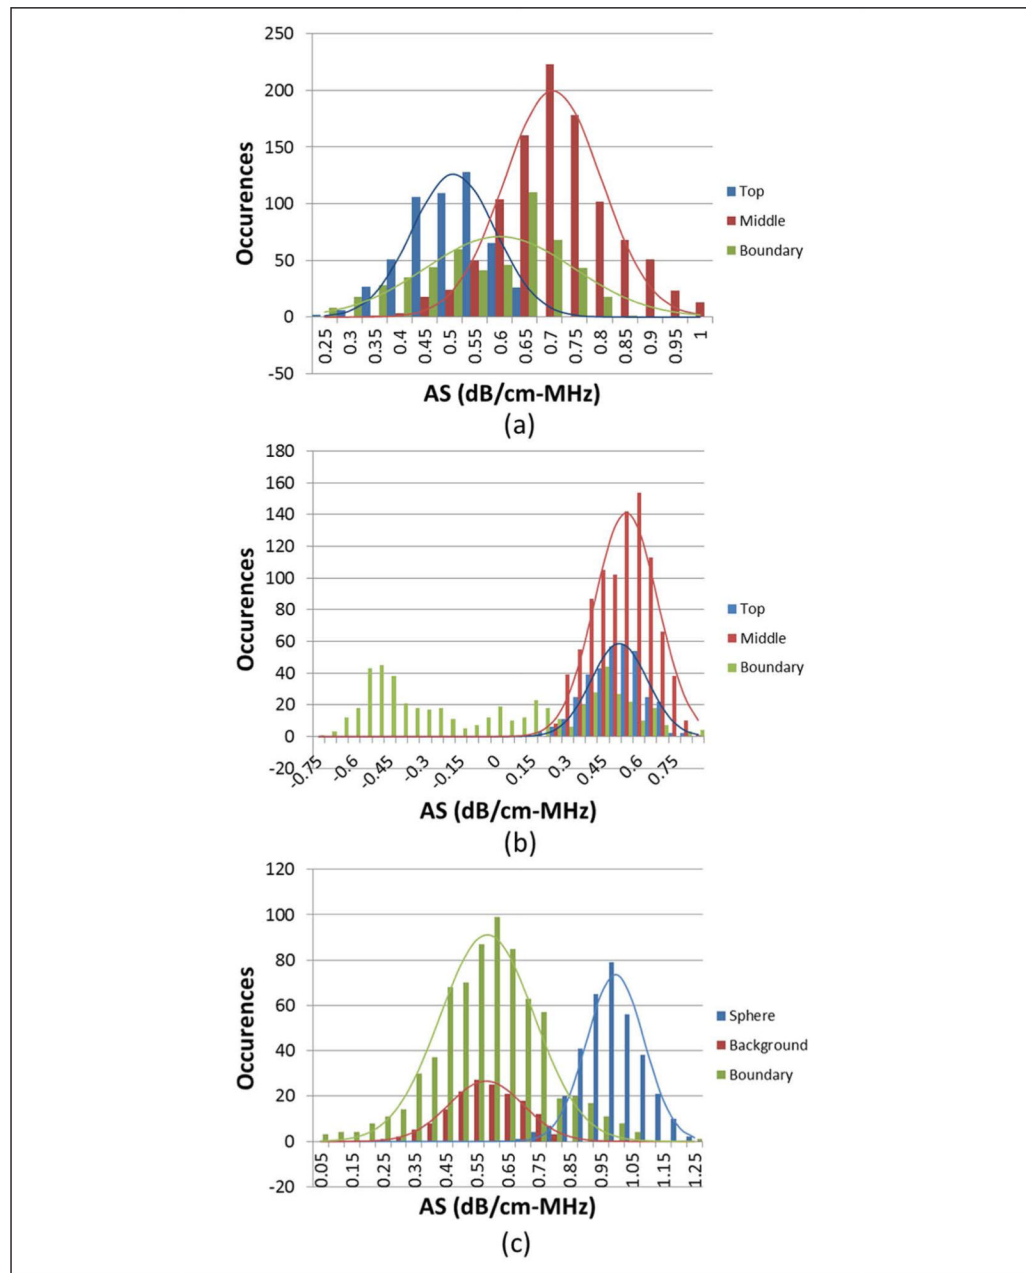 250
200
150
100
50
0
-50
Occurences
0.25 0.3 0.35 0.4 0.45 0.5 0.55 0.6 0.65 0.7 0.75 0.8 0.85 0.9 0.95 1
AS (dB/cm-MHz)
Top
Middle
Boundary
(a)
180
160
140
120
100
80
60
40
20
0
-20
Occurences
-0.75 -0.6 -0.45 -0.3 -0.15 0 0.15 0.3 0.45 0.6 0.75
AS (dB/cm-MHz)
Top
Middle
Boundary
(b)
120
100
80
60
40
20
0
-20
Occurences
0.05 0.15 0.25 0.35 0.45 0.55 0.65 0.75 0.85 0.95 1.05 1.15 1.25
AS (dB/cm-MHz)
Sphere
Background
Boundary
(c)